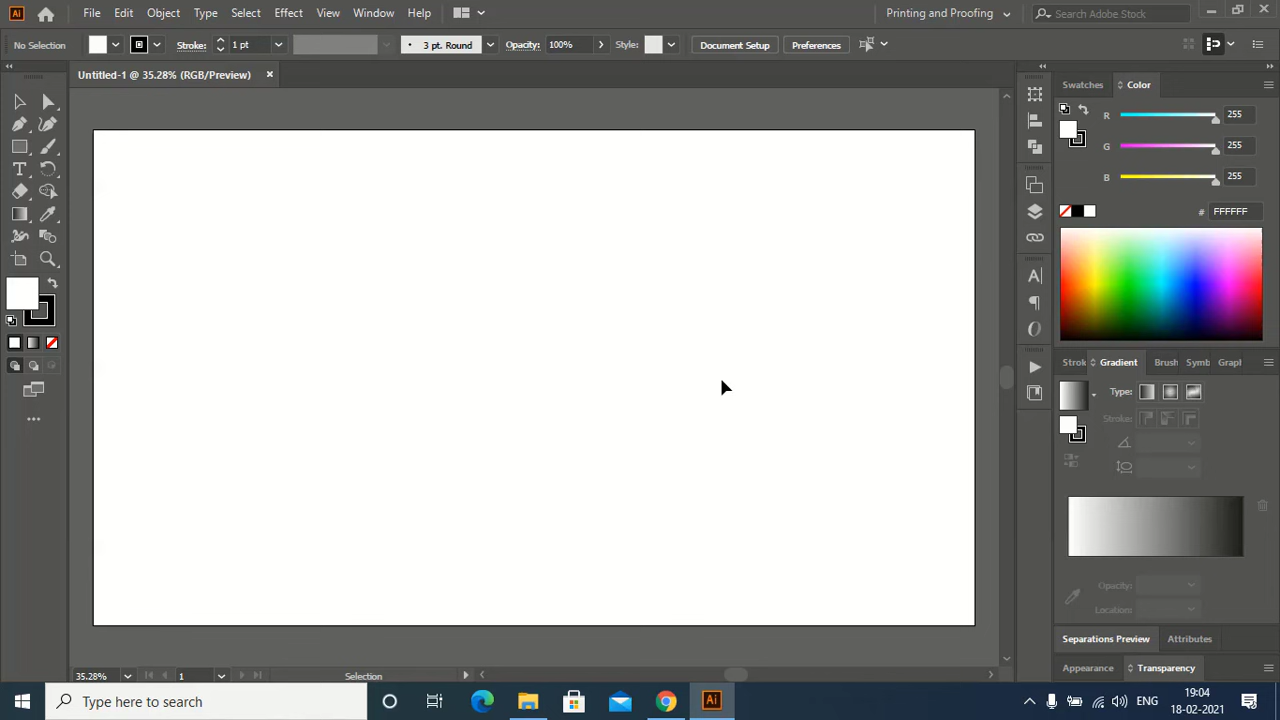 Ai File Edit Object Type Select Effect View Window Help Printing and Proofing Search Adobe Stock
No Selection Stroke: 1 pt 3 pt. Round Opacity: 100% Style: Document Setup Preferences
Untitled-1 @ 35.28% (RGB/Preview)
Swatches Color
R 255
G 255
B 255
# FFFFFF
Strok Gradient Brush Symb Grapl
Type:
Stroke:
Opacity:
Location:
Separations Preview Attributes
Appearance Transparency
35.28% 1 Selection
Type here to search Ai ENG 19:04
18-02-2021